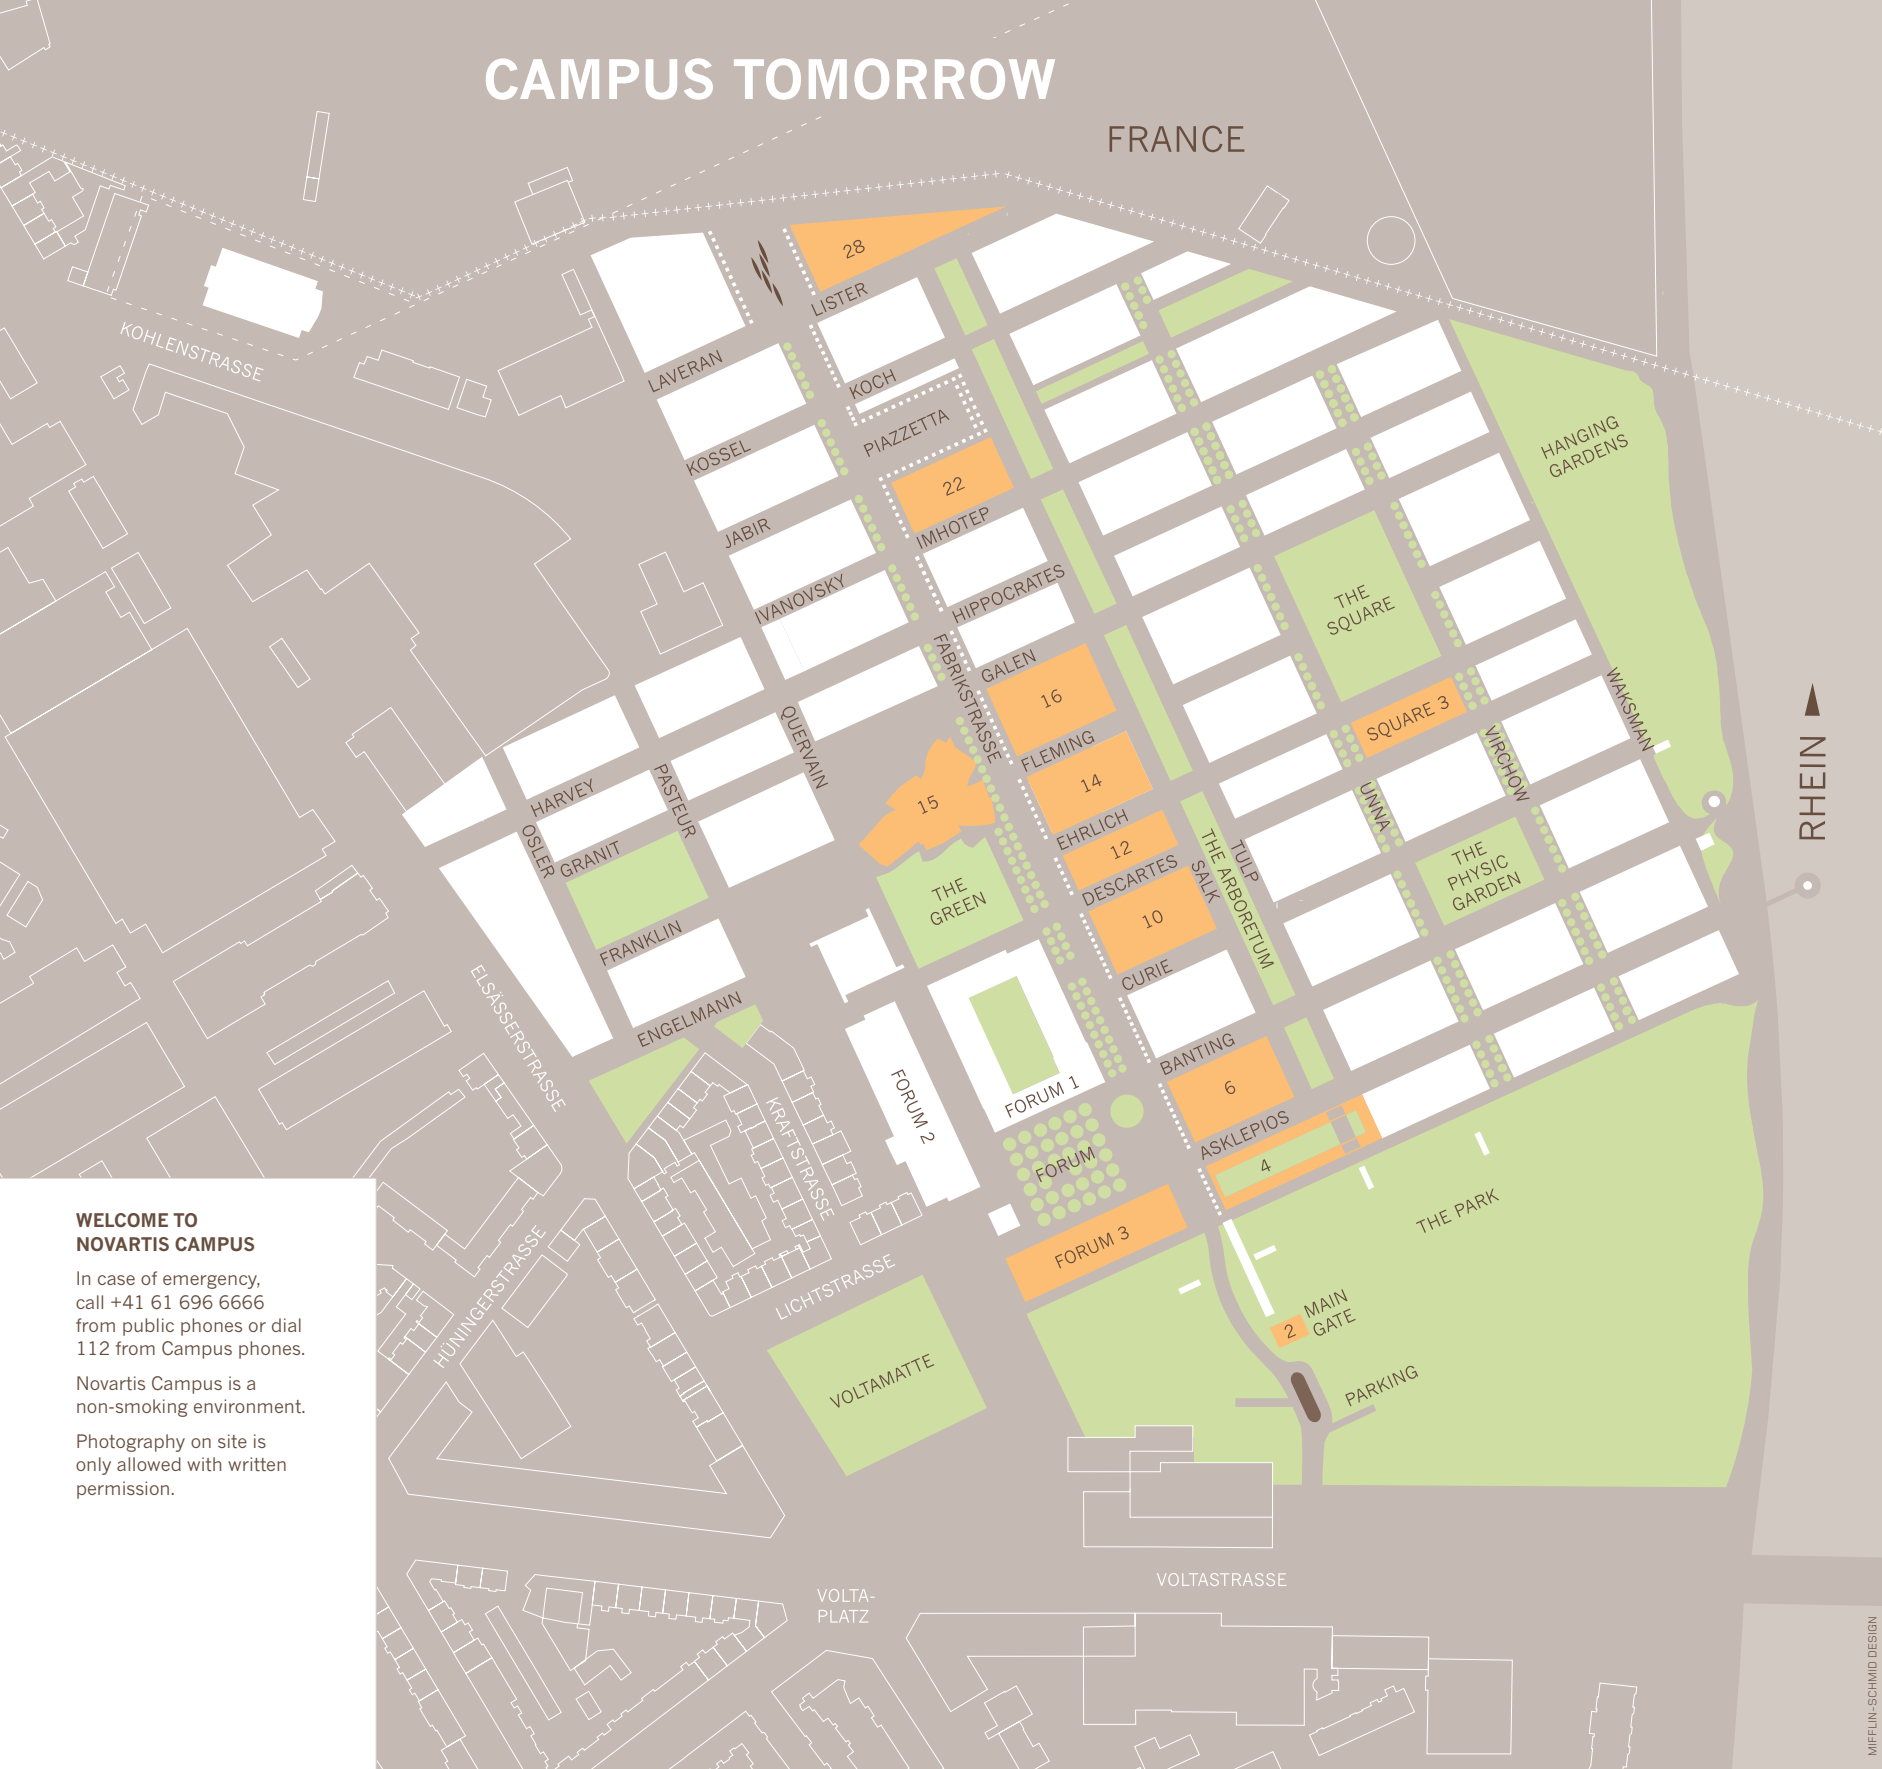 CAMPUS TOMORROW
FRANCE
KOHLENSTRASSE
28
LISTER
LAVERAN
KOCH
PIAZZETTA
KOSSEL
22
IMHOTEP
JABIR
HANGING
GARDENS
IVANOVSKY
HIPPOCRATES
THE
SQUARE
FABRIKSTRASSE
GALEN
16
SQUARE 3
WAKSMAN
QUERVAIN
FLEMING
VIRCHOW
RHEIN
PASTEUR
HARVEY
14
15
UNNA
OSLER
GRANIT
EHRLICH
12
DESCARTES
TULP
SALK
THE ARBORETUM
THE
PHYSIC
GARDEN
THE
GREEN
10
FRANKLIN
CURIE
ELSÄSSERSTRASSE
ENGELMANN
BANTING
6
FORUM 1
FORUM 2
KRAFTSTRASSE
ASKLEPIOS
4
FORUM
THE PARK
FORUM 3
LICHTSTRASSE
HÜNINGERSTRASSE
2
MAIN
GATE
PARKING
VOLTAMATTE
WELCOME TO
NOVARTIS CAMPUS
In case of emergency,
call +41 61 696 6666
from public phones or dial
112 from Campus phones.
Novartis Campus is a
non-smoking environment.
Photography on site is
only allowed with written
permission.
VOLTASTRASSE
VOLTA-
PLATZ
MIFFLIN-SCHMID DESIGN